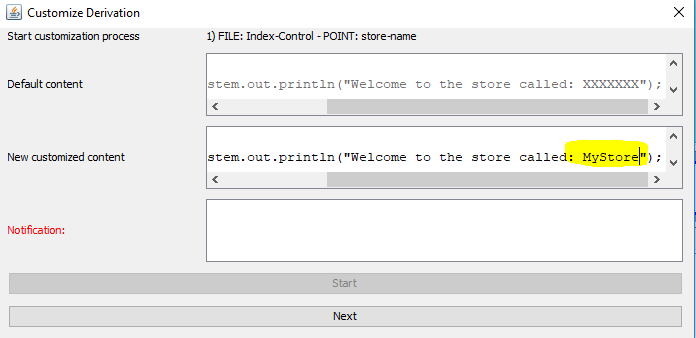 Customize Derivation
Start customization process 1) FILE: Index-Control - POINT: store-name
Default content
stem.out.println("Welcome to the store called: XXXXXXX");
New customized content
stem.out.println("Welcome to the store called: MyStore");
Notification:
Start
Next